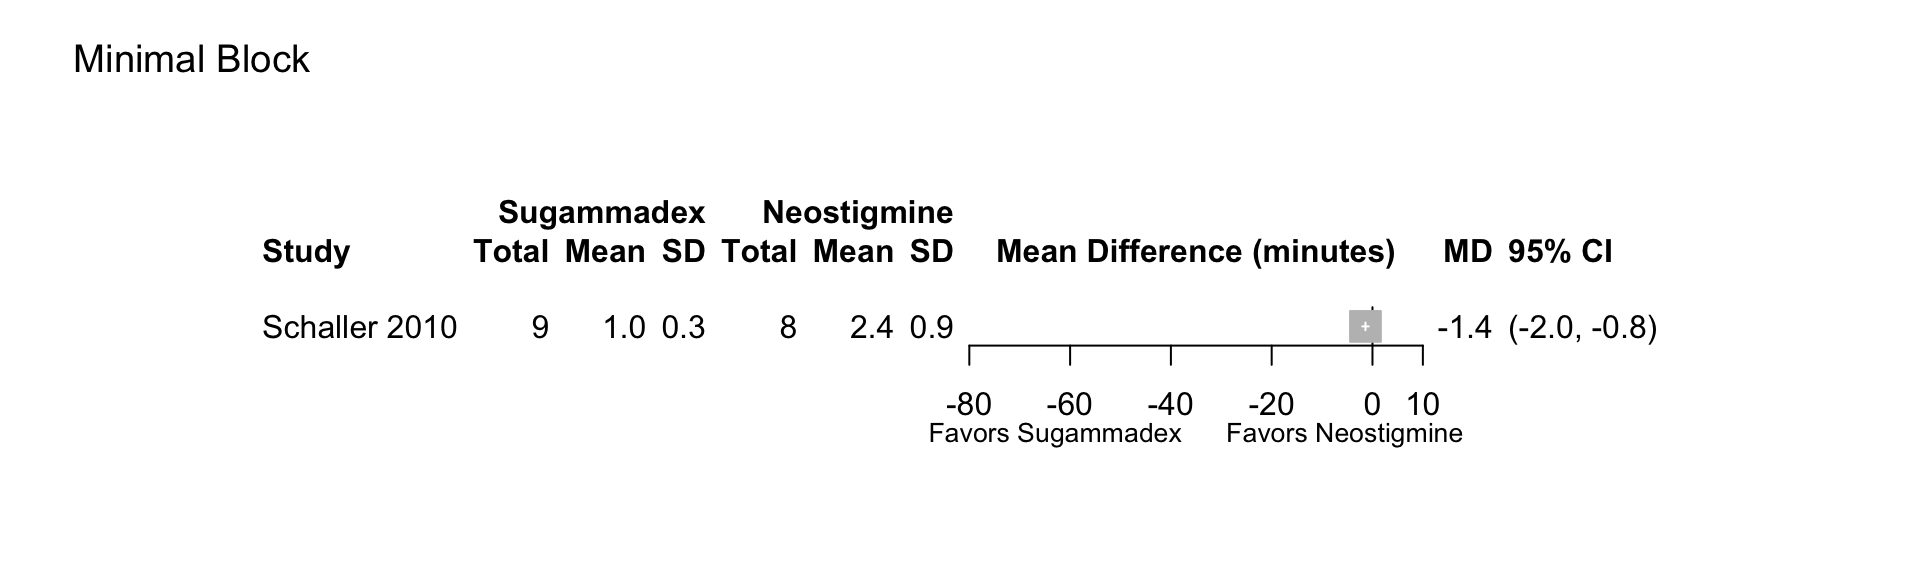 Minimal Block
Sugammadex Neostigmine
Study Total Mean SD Total Mean SD Mean Difference (minutes) MD 95% CI
Schaller 2010 9 1.0 0.3 8 2.4 0.9 -1.4 (-2.0, -0.8)
-80 -60 -40 -20 0 10
Favors Sugammadex Favors Neostigmine